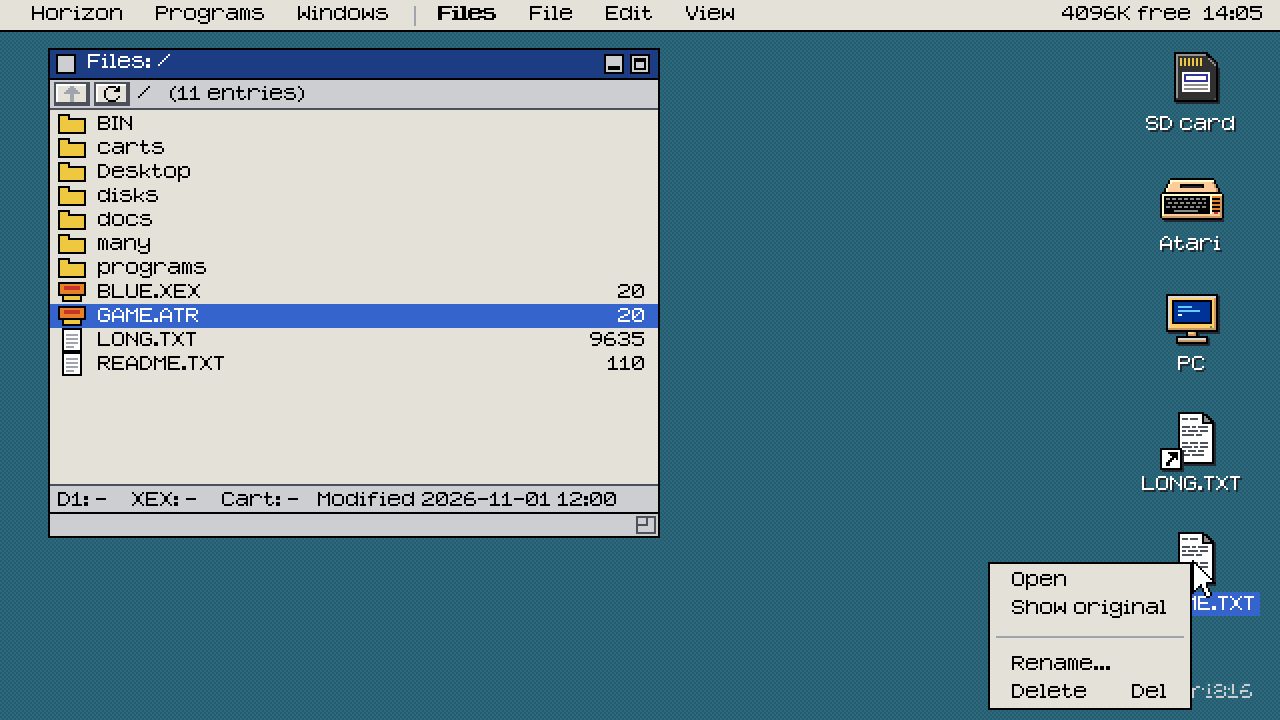 Horizon Programs Windows | Files File Edit View 4096K free 14:05
Files: /
/ (11 entries)
BIN
carts
Desktop
disks
docs
many
programs
BLUE.XEX 20
GAME.ATR 20
LONG.TXT 9635
README.TXT 110
D1: - XEX: - Cart: - Modified 2026-11-01 12:00
SD card
Atari
PC
LONG.TXT
ME.TXT
Open
Show original
Rename...
Delete Del
ri816